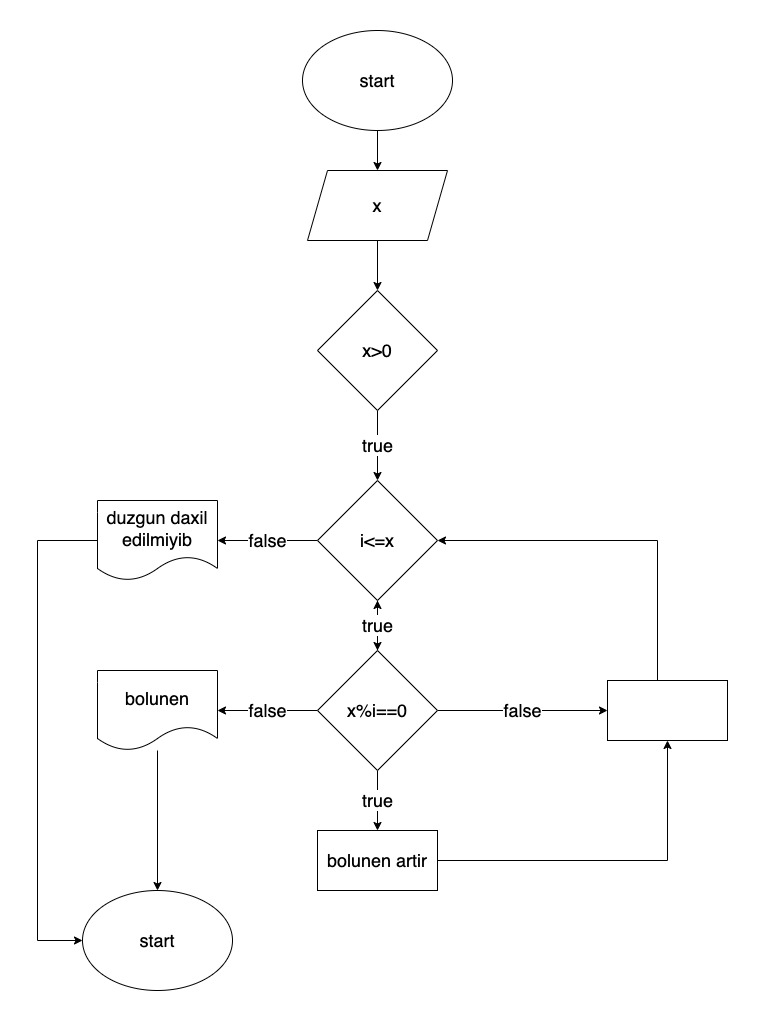 start
x
x>0
true
duzgun daxil
edilmiyib
false
i<=x
true
bolunen
false
x%i==0
false
true
bolunen artir
start